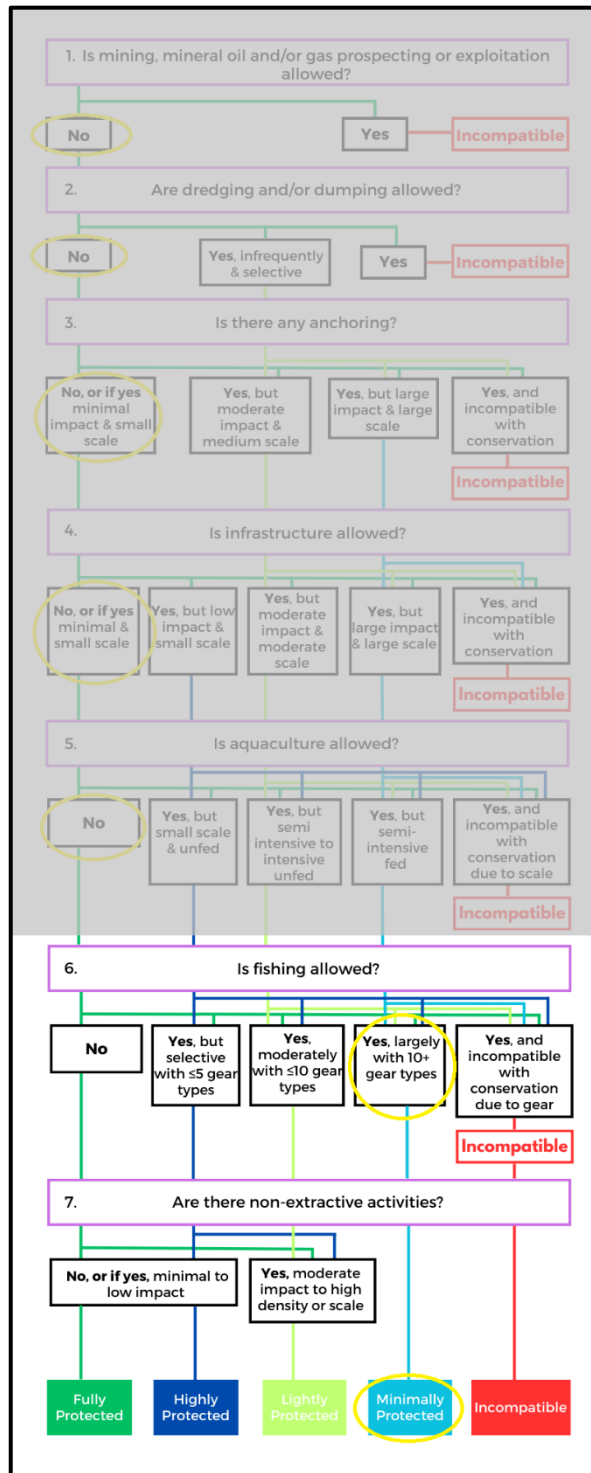 1. Is mining, mineral oil and/or gas prospecting or exploitation
allowed?
No
Yes
Incompatible
2. Are dredging and/or dumping allowed?
No
Yes, infrequently
& selective
Yes
Incompatible
3. Is there any anchoring?
No, or if yes
minimal
impact & small
scale
Yes, but
moderate
impact &
medium scale
Yes, but large
impact & large
scale
Yes, and
incompatible
with
conservation
Incompatible
4. Is infrastructure allowed?
No, or if yes
minimal &
small scale
Yes, but low
impact &
small scale
Yes, but
moderate
impact &
moderate
scale
Yes, but
large impact
& large scale
Yes, and
incompatible
with
conservation
Incompatible
5. Is aquaculture allowed?
No
Yes, but
small scale
& unfed
Yes, but
semi
intensive to
intensive
unfed
Yes, but
semi-
intensive
fed
Yes, and
incompatible
with
conservation
due to scale
Incompatible
6. Is fishing allowed?
No
Yes, but
selective
with ≤5 gear
types
Yes,
moderately
with ≤10 gear
types
Yes, largely
with 10+
gear types
Yes, and
incompatible
with
conservation
due to gear
Incompatible
7. Are there non-extractive activities?
No, or if yes, minimal to
low impact
Yes, moderate
impact to high
density or scale
Fully
Protected
Highly
Protected
Lightly
Protected
Minimally
Protected
Incompatible